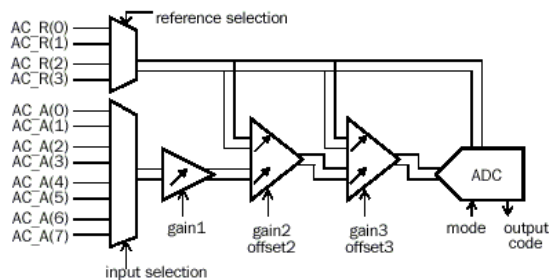 reference selection
AC_R(0)
AC_R(1)
AC_R(2)
AC_R(3)
AC_A(0)
AC_A(1)
AC_A(2)
AC_A(3)
AC_A(4)
AC_A(5)
AC_A(6)
AC_A(7)
ADC
gain1
gain2
offset2
gain3
offset3
mode
output
code
input selection